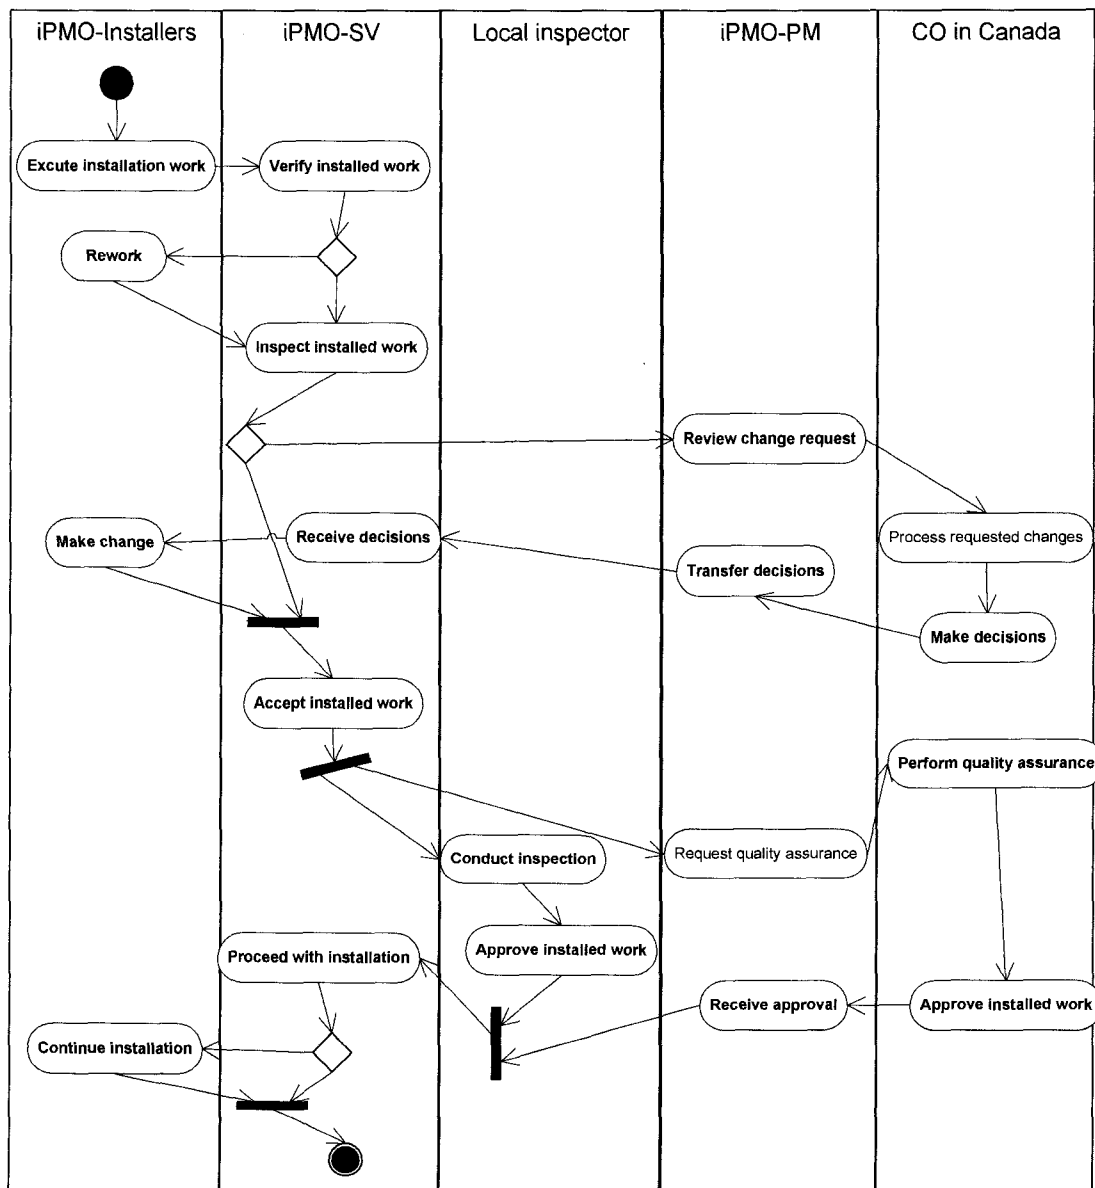 iPMO-Installers
iPMO-SV
Local inspector
iPMO-PM
CO in Canada
Excute installation work
Verify installed work
Rework
Inspect installed work
Review change request
Make change
Receive decisions
Process requested changes
Transfer decisions
Make decisions
Accept installed work
Perform quality assurance
Conduct inspection
Request quality assurance
Proceed with installation
Approve installed work
Receive approval
Approve installed work
Continue installation